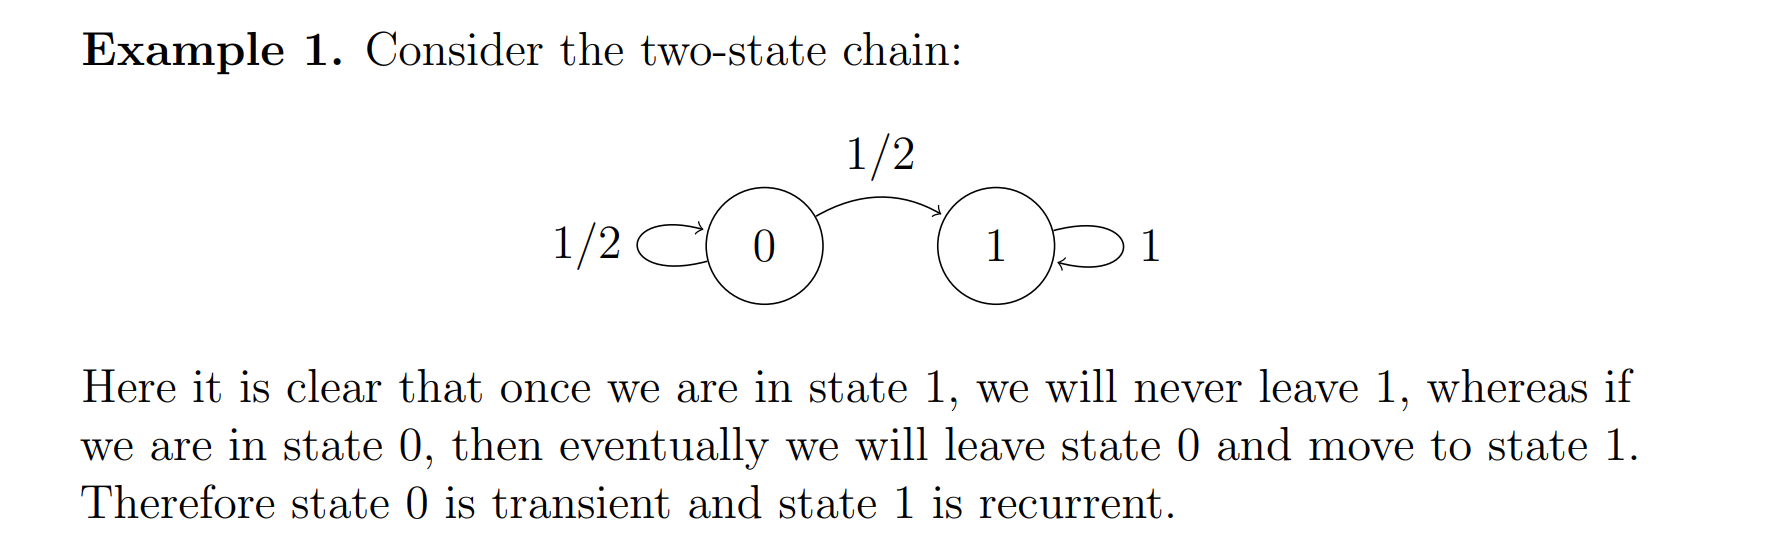 Example 1. Consider the two-state chain:
1/2
1/2 0 1 1
Here it is clear that once we are in state 1, we will never leave 1, whereas if
we are in state 0, then eventually we will leave state 0 and move to state 1.
Therefore state 0 is transient and state 1 is recurrent.